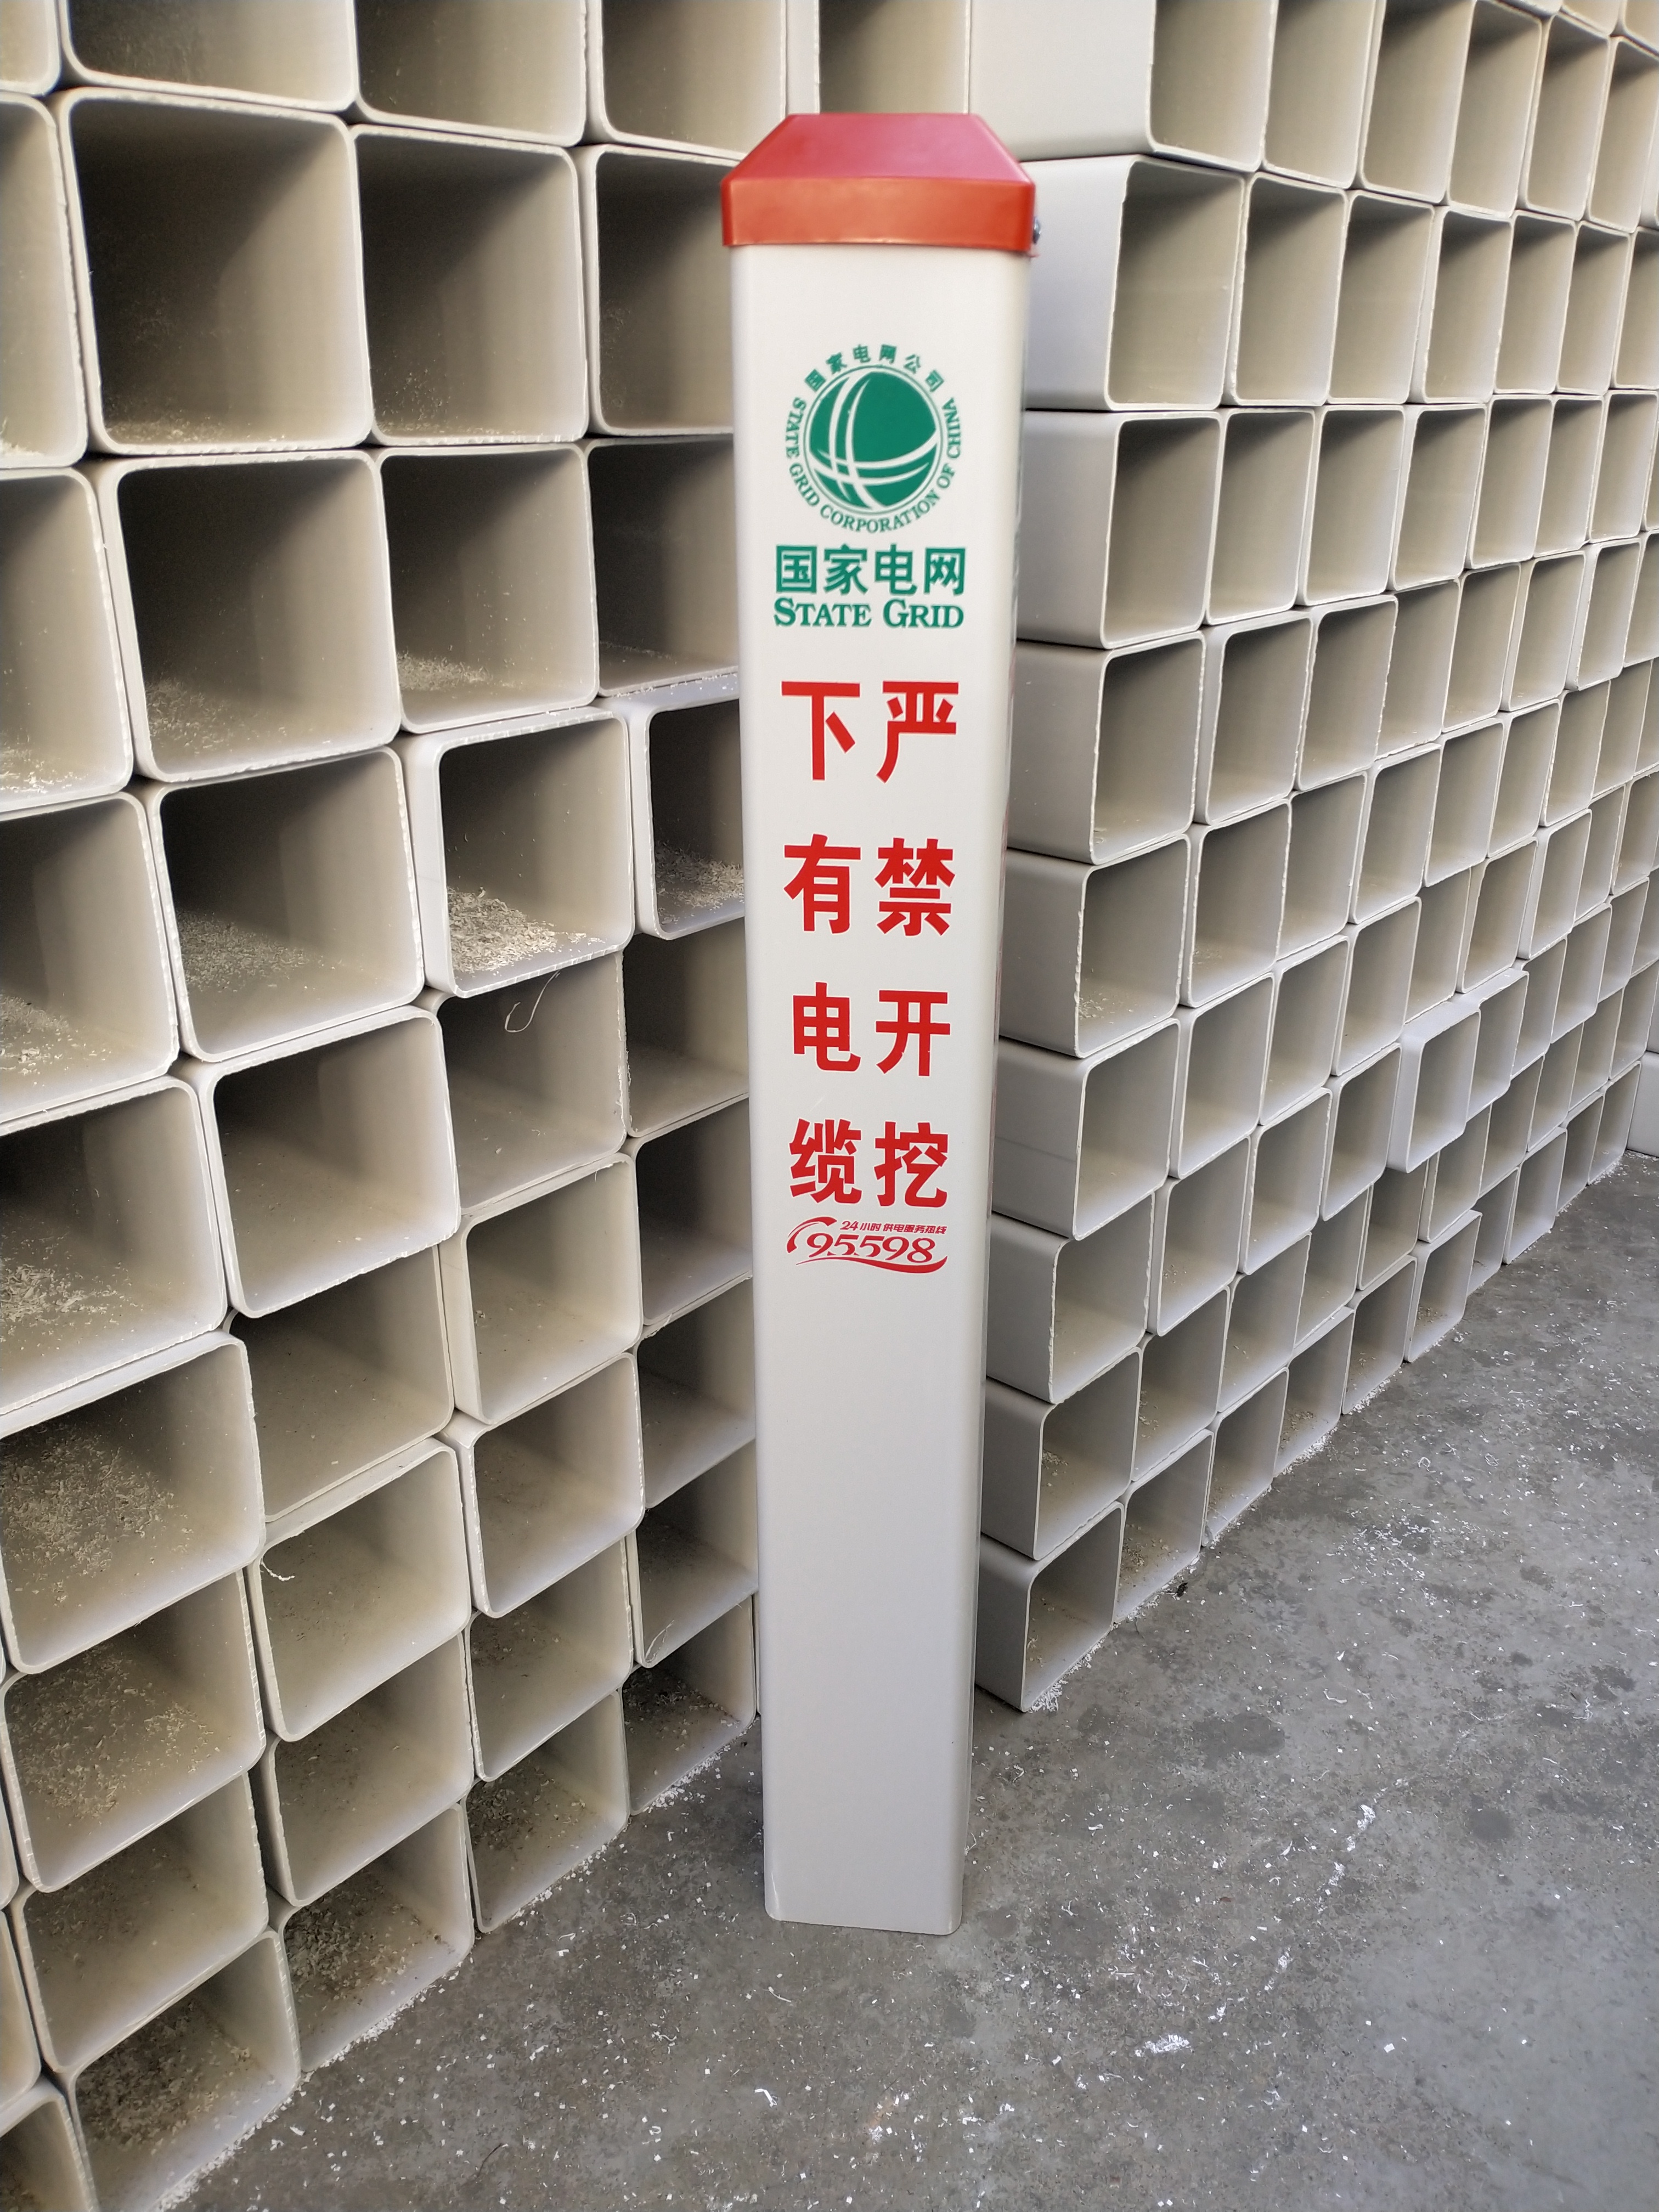 国家电网公司
STATE GRID CORPORATION OF CHINA
国家电网
STATE GRID
下有电缆
严禁开挖
24小时 供电服务热线
95598